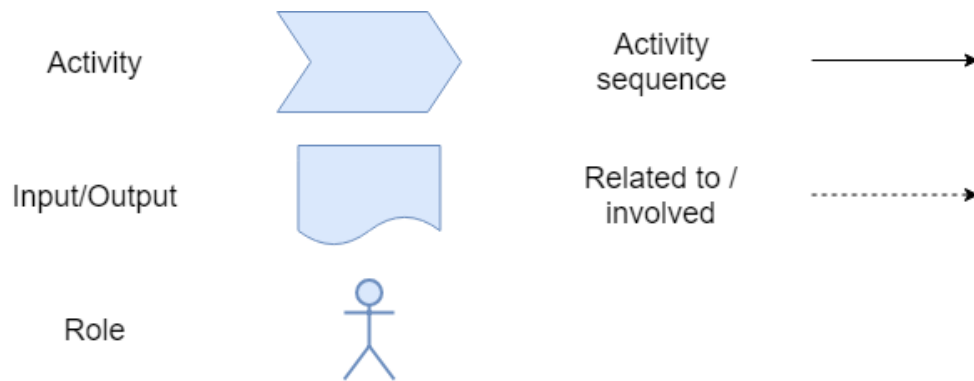 Activity
Activity
sequence
Input/Output
Related to /
involved
Role